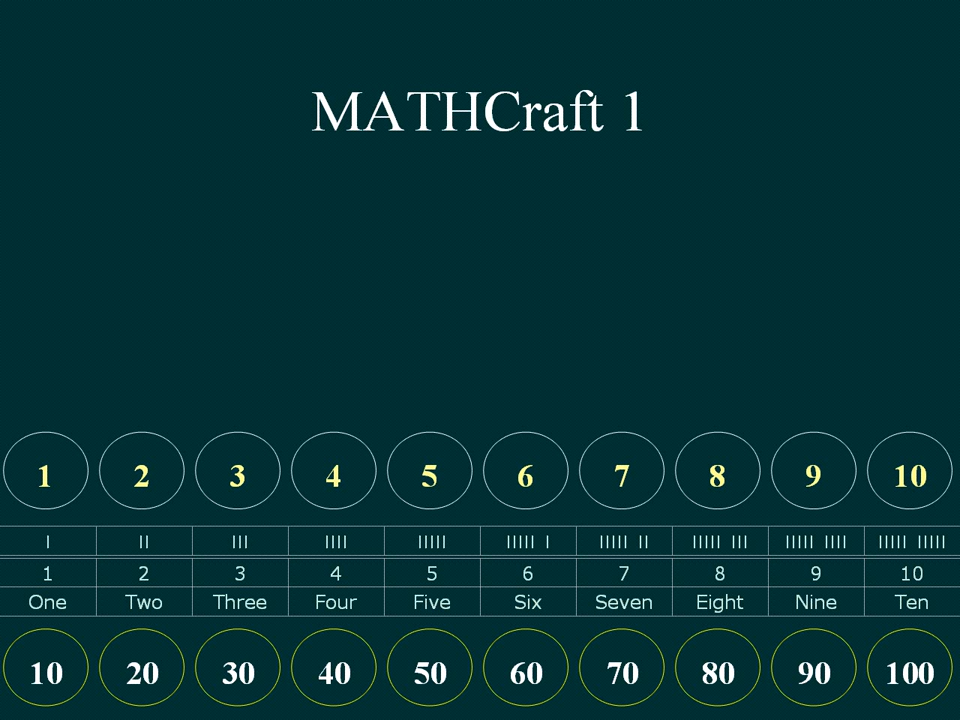 MATHCraft 1
1 2 3 4 5 6 7 8 9 10
I II III IIII IIIII IIIII I IIIII II IIIII III IIIII IIII IIIII IIIII
1 2 3 4 5 6 7 8 9 10
One Two Three Four Five Six Seven Eight Nine Ten
10 20 30 40 50 60 70 80 90 100